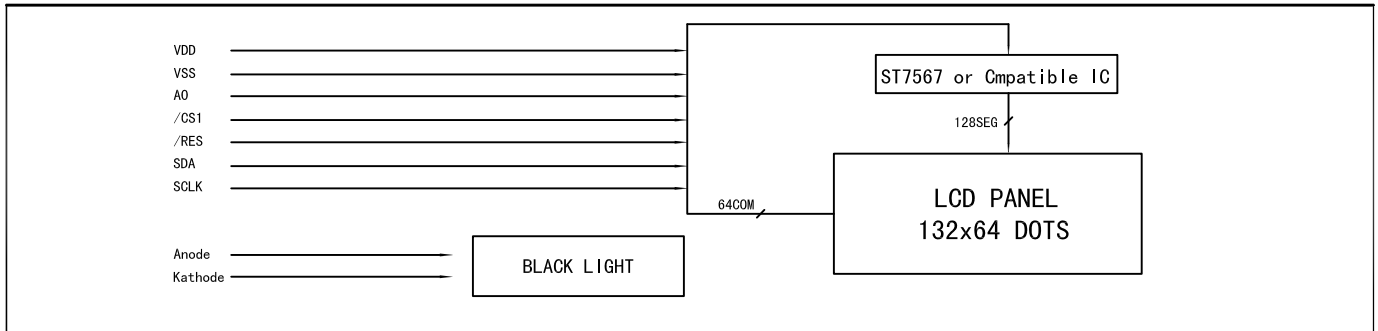 VDD
VSS
A0
/CS1
/RES
SDA
SCLK
Anode
Kathode
BLACK LIGHT
64COM
ST7567 or Cmpatible IC
128SEG
LCD PANEL
132x64 DOTS